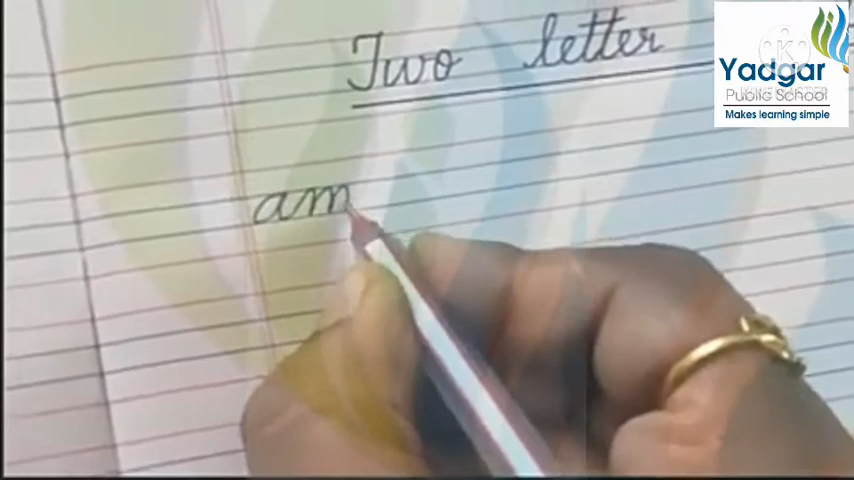 Two letter
am
Yadgar
Public School
Makes learning simple